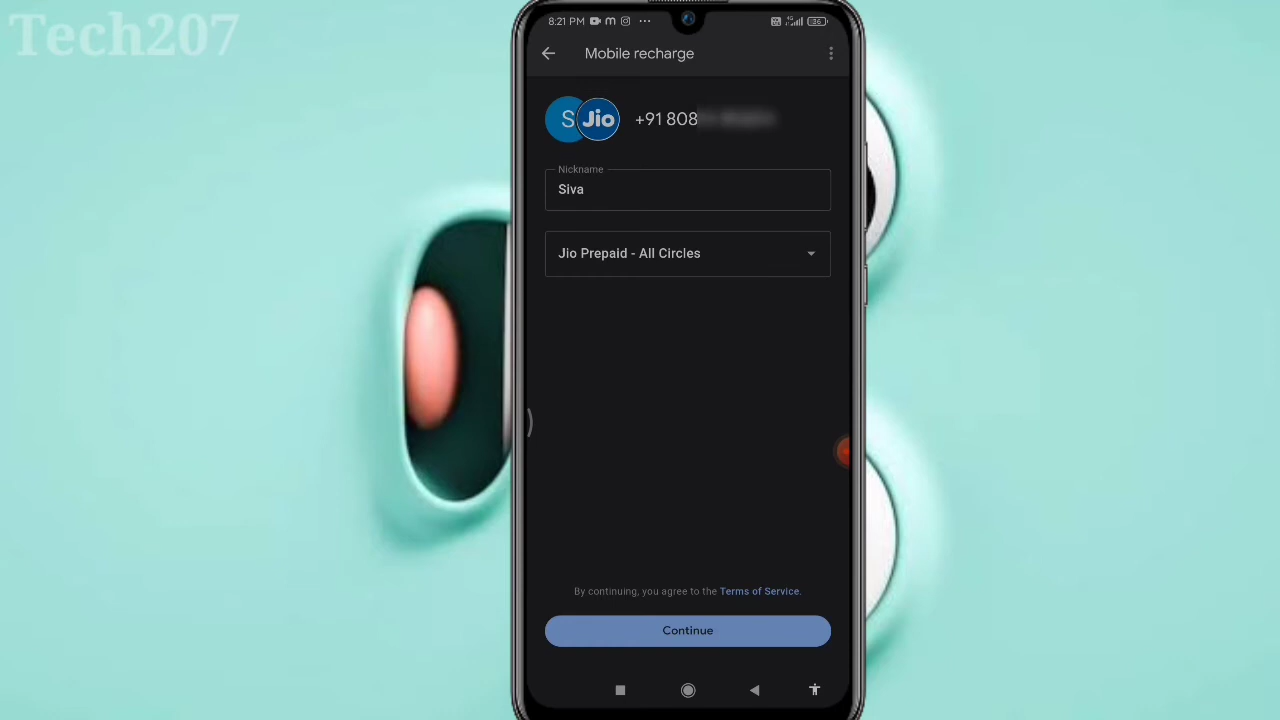 Tech207
8:21 PM
36
Mobile recharge
S Jio +91 808
Nickname
Siva
Jio Prepaid - All Circles
By continuing, you agree to the Terms of Service.
Continue